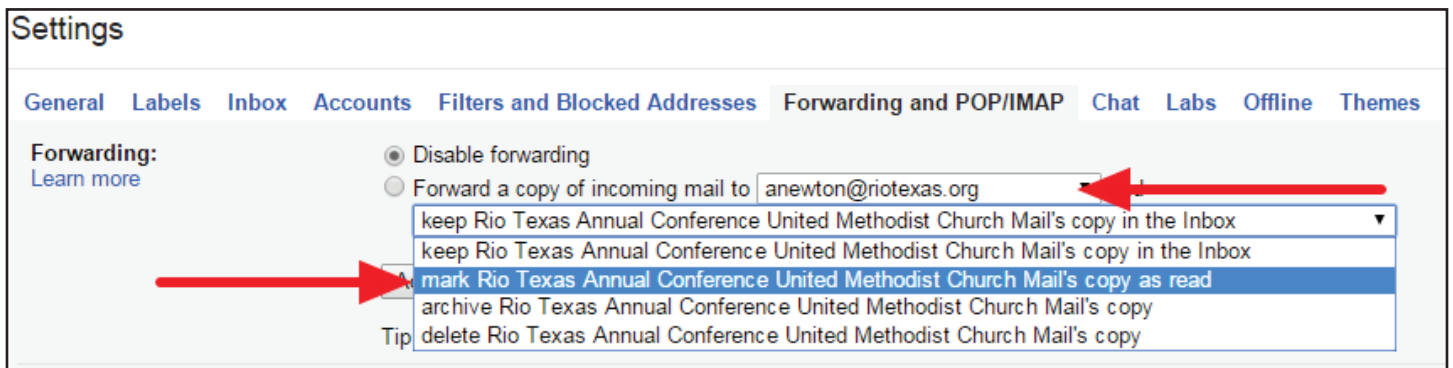 Settings
General Labels Inbox Accounts Filters and Blocked Addresses Forwarding and POP/IMAP Chat Labs Offline Themes
Forwarding: Disable forwarding
Learn more Forward a copy of incoming mail to anewton@riotexas.org
keep Rio Texas Annual Conference United Methodist Church Mail's copy in the Inbox
keep Rio Texas Annual Conference United Methodist Church Mail's copy in the Inbox
mark Rio Texas Annual Conference United Methodist Church Mail's copy as read
archive Rio Texas Annual Conference United Methodist Church Mail's copy
Tip delete Rio Texas Annual Conference United Methodist Church Mail's copy